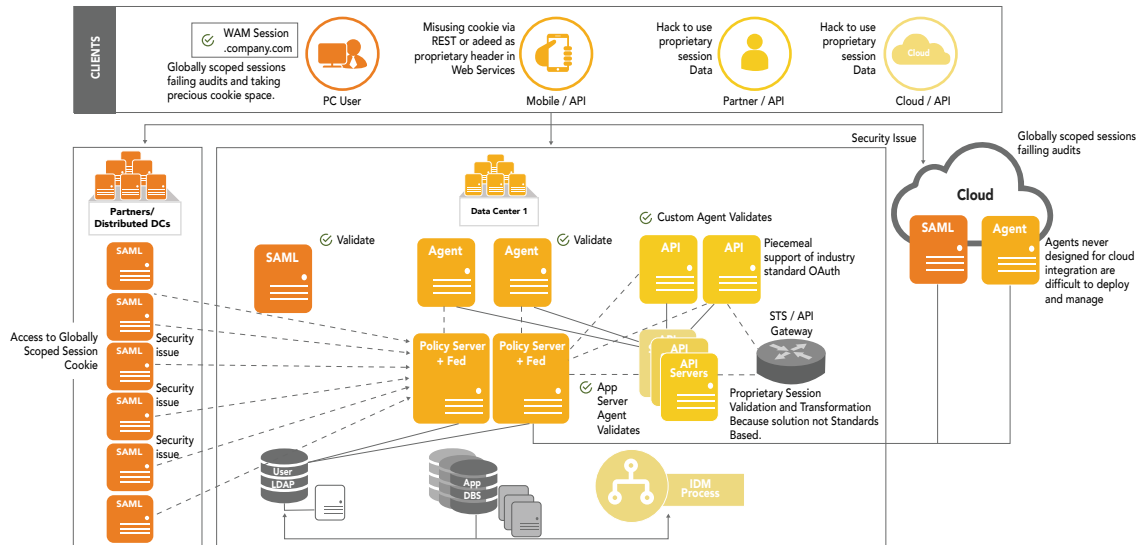 CLIENTS
WAM Session
.company.com
Globally scoped sessions
failing audits and taking
precious cookie space.
PC User
Misusing cookie via
REST or adeed as
proprietary header in
Web Services
Mobile / API
Hack to use
proprietary
session
Data
Partner / API
Hack to use
proprietary
session
Data
Cloud
Cloud / API
Security Issue
Globally scoped sessions
failling audits
Partners/
Distributed DCs
Data Center 1
Cloud
SAML
Agent
Agents never
designed for cloud
integration are
difficult to deploy
and manage
SAML
SAML
SAML
SAML
SAML
SAML
Access to Globally
Scoped Session
Cookie
Security
issue
Security
issue
Security
issue
SAML
Validate
Agent
Agent
Validate
Custom Agent Validates
API
API
Piecemeal
support of industry
standard OAuth
Policy Server
+ Fed
Policy Server
+ Fed
API
API
API
Servers
STS / API
Gateway
App
Server
Agent
Validates
Proprietary Session
Validation and Transformation
Because solution not Standards
Based.
User
LDAP
App
DBS
IDM
Process